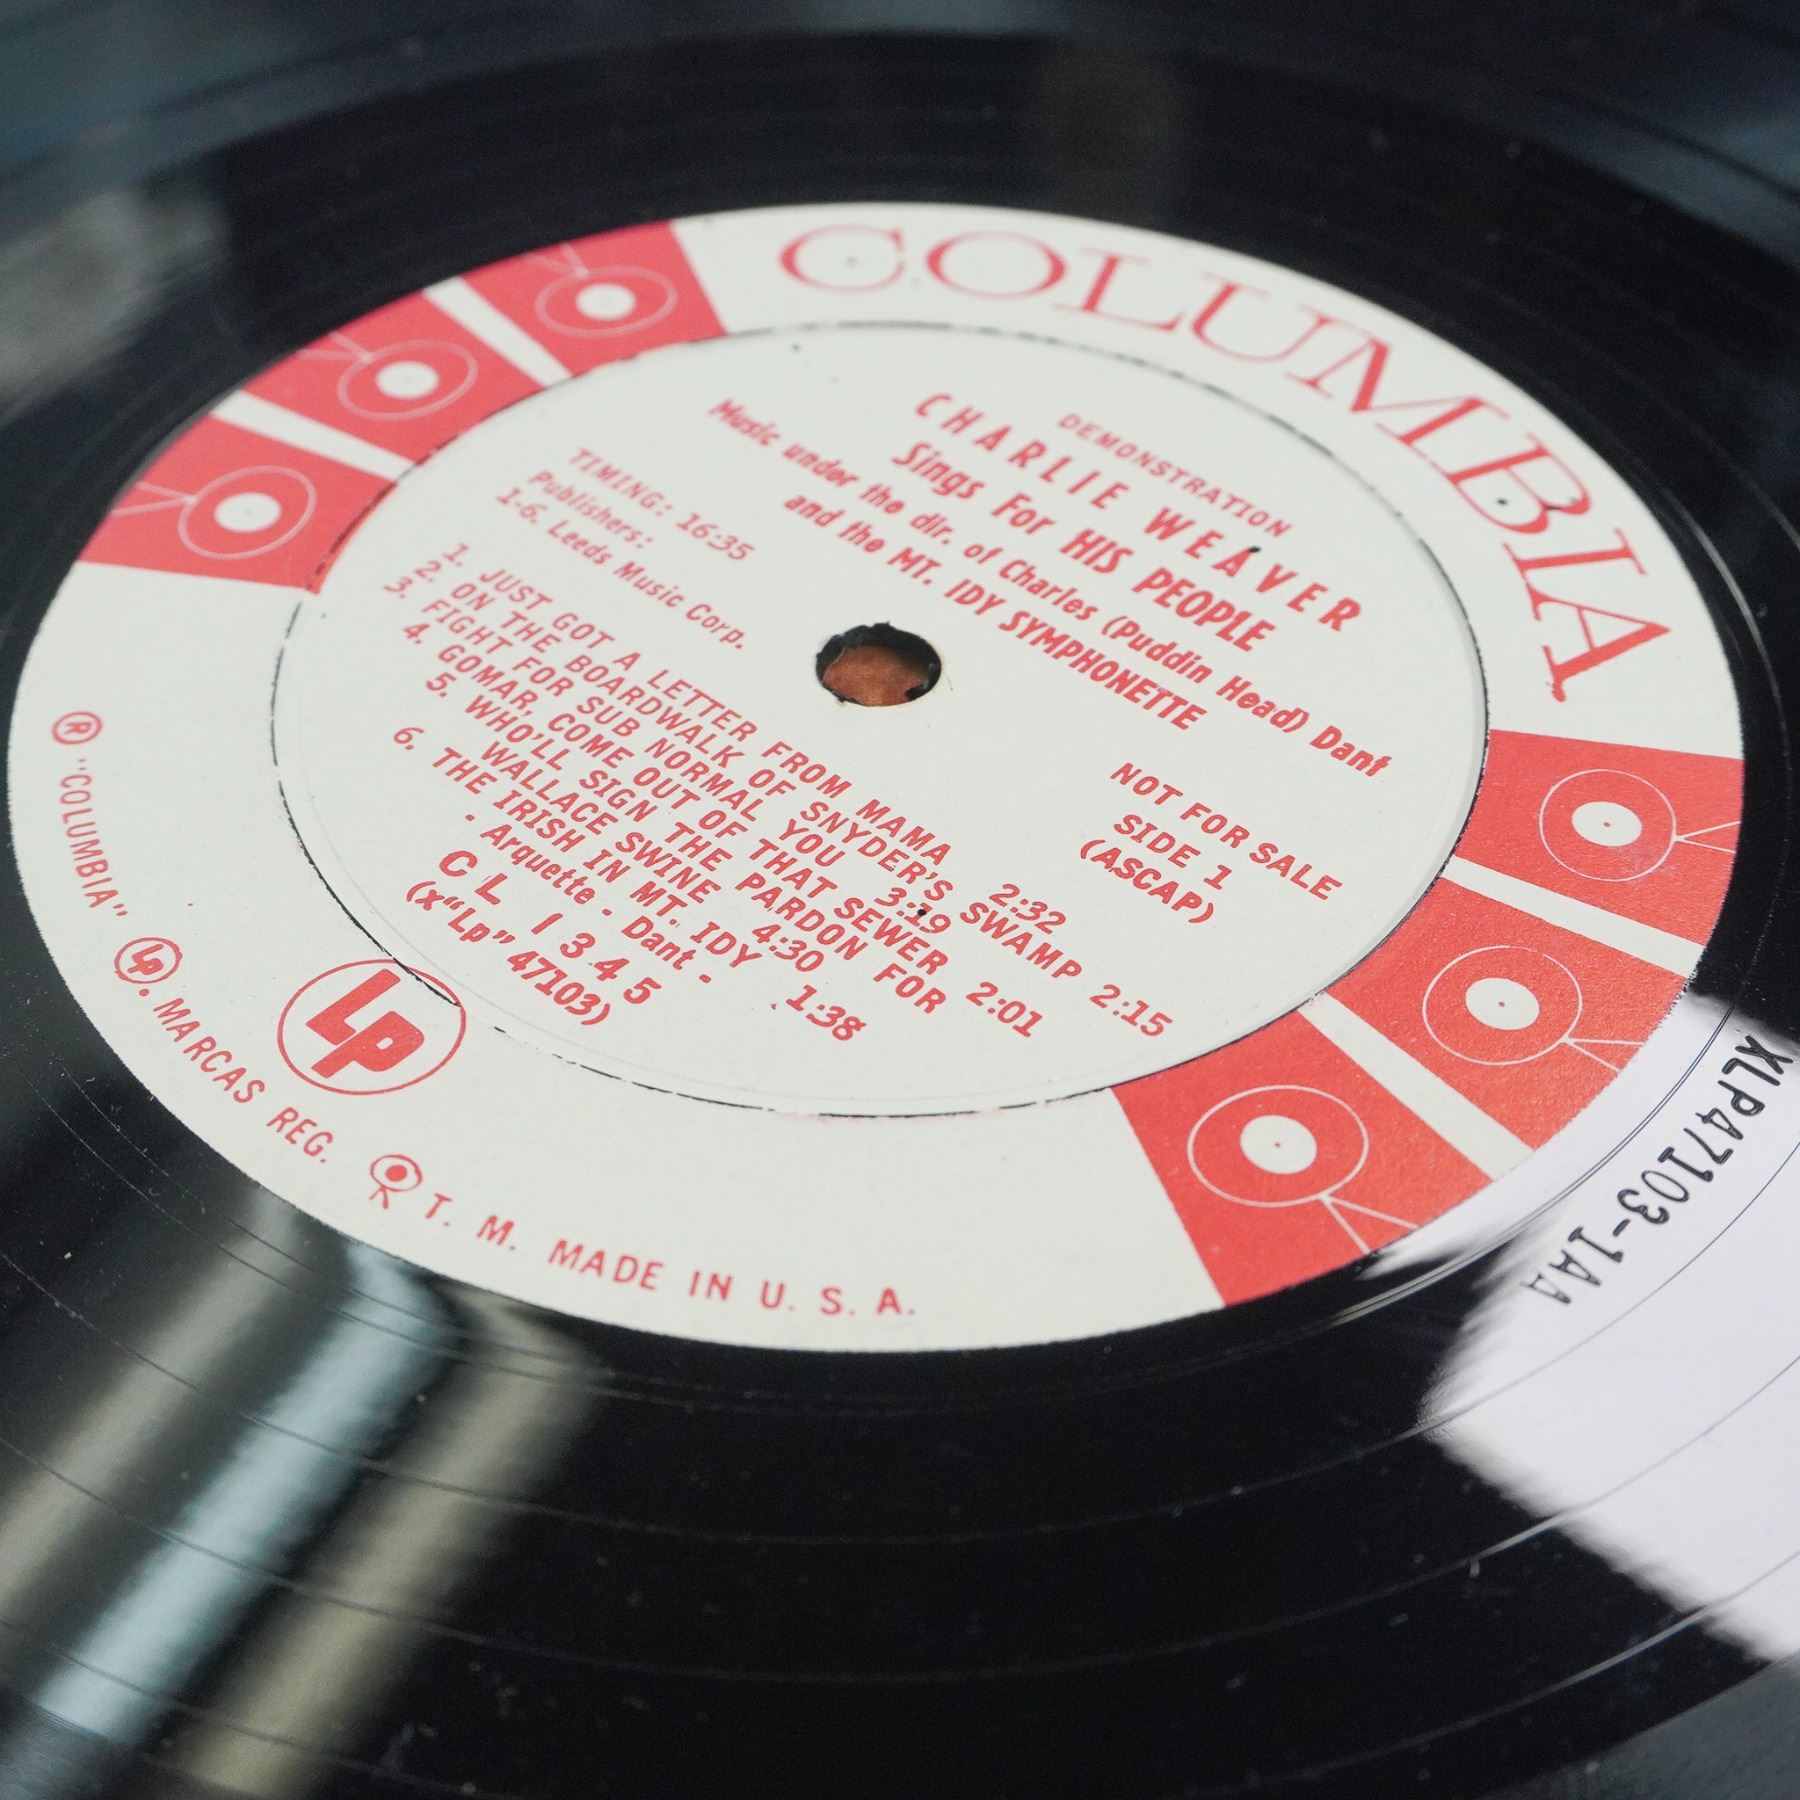 COLUMBIA
DEMONSTRATION
CHARLIE WEAVER
Sings For HIS PEOPLE
Music under the dir. of Charles (Puddin Head) Dant
and the MT. IDY SYMPHONETTE
TIMING: 16:35
Publishers:
1-6. Leeds Music Corp.
NOT FOR SALE
SIDE 1
(ASCAP)
1. JUST GOT A LETTER FROM MAMA 2:32
2. ON THE BOARDWALK OF SNYDER'S SWAMP 2:15
3. FIGHT FOR SUB NORMAL YOU 3:19
4. GOMAR, COME OUT OF THAT SEWER 2:01
5. WHO'LL SIGN THE PARDON FOR
WALLACE SWINE 4:30
6. THE IRISH IN MT. IDY 1:38
- Arquette - Dant -
CL 1345
(x"Lp" 47103)
Lp
Ⓡ "COLUMBIA", Lp. MARCAS REG. T. M. MADE IN U. S. A.
XLP47103-1AA